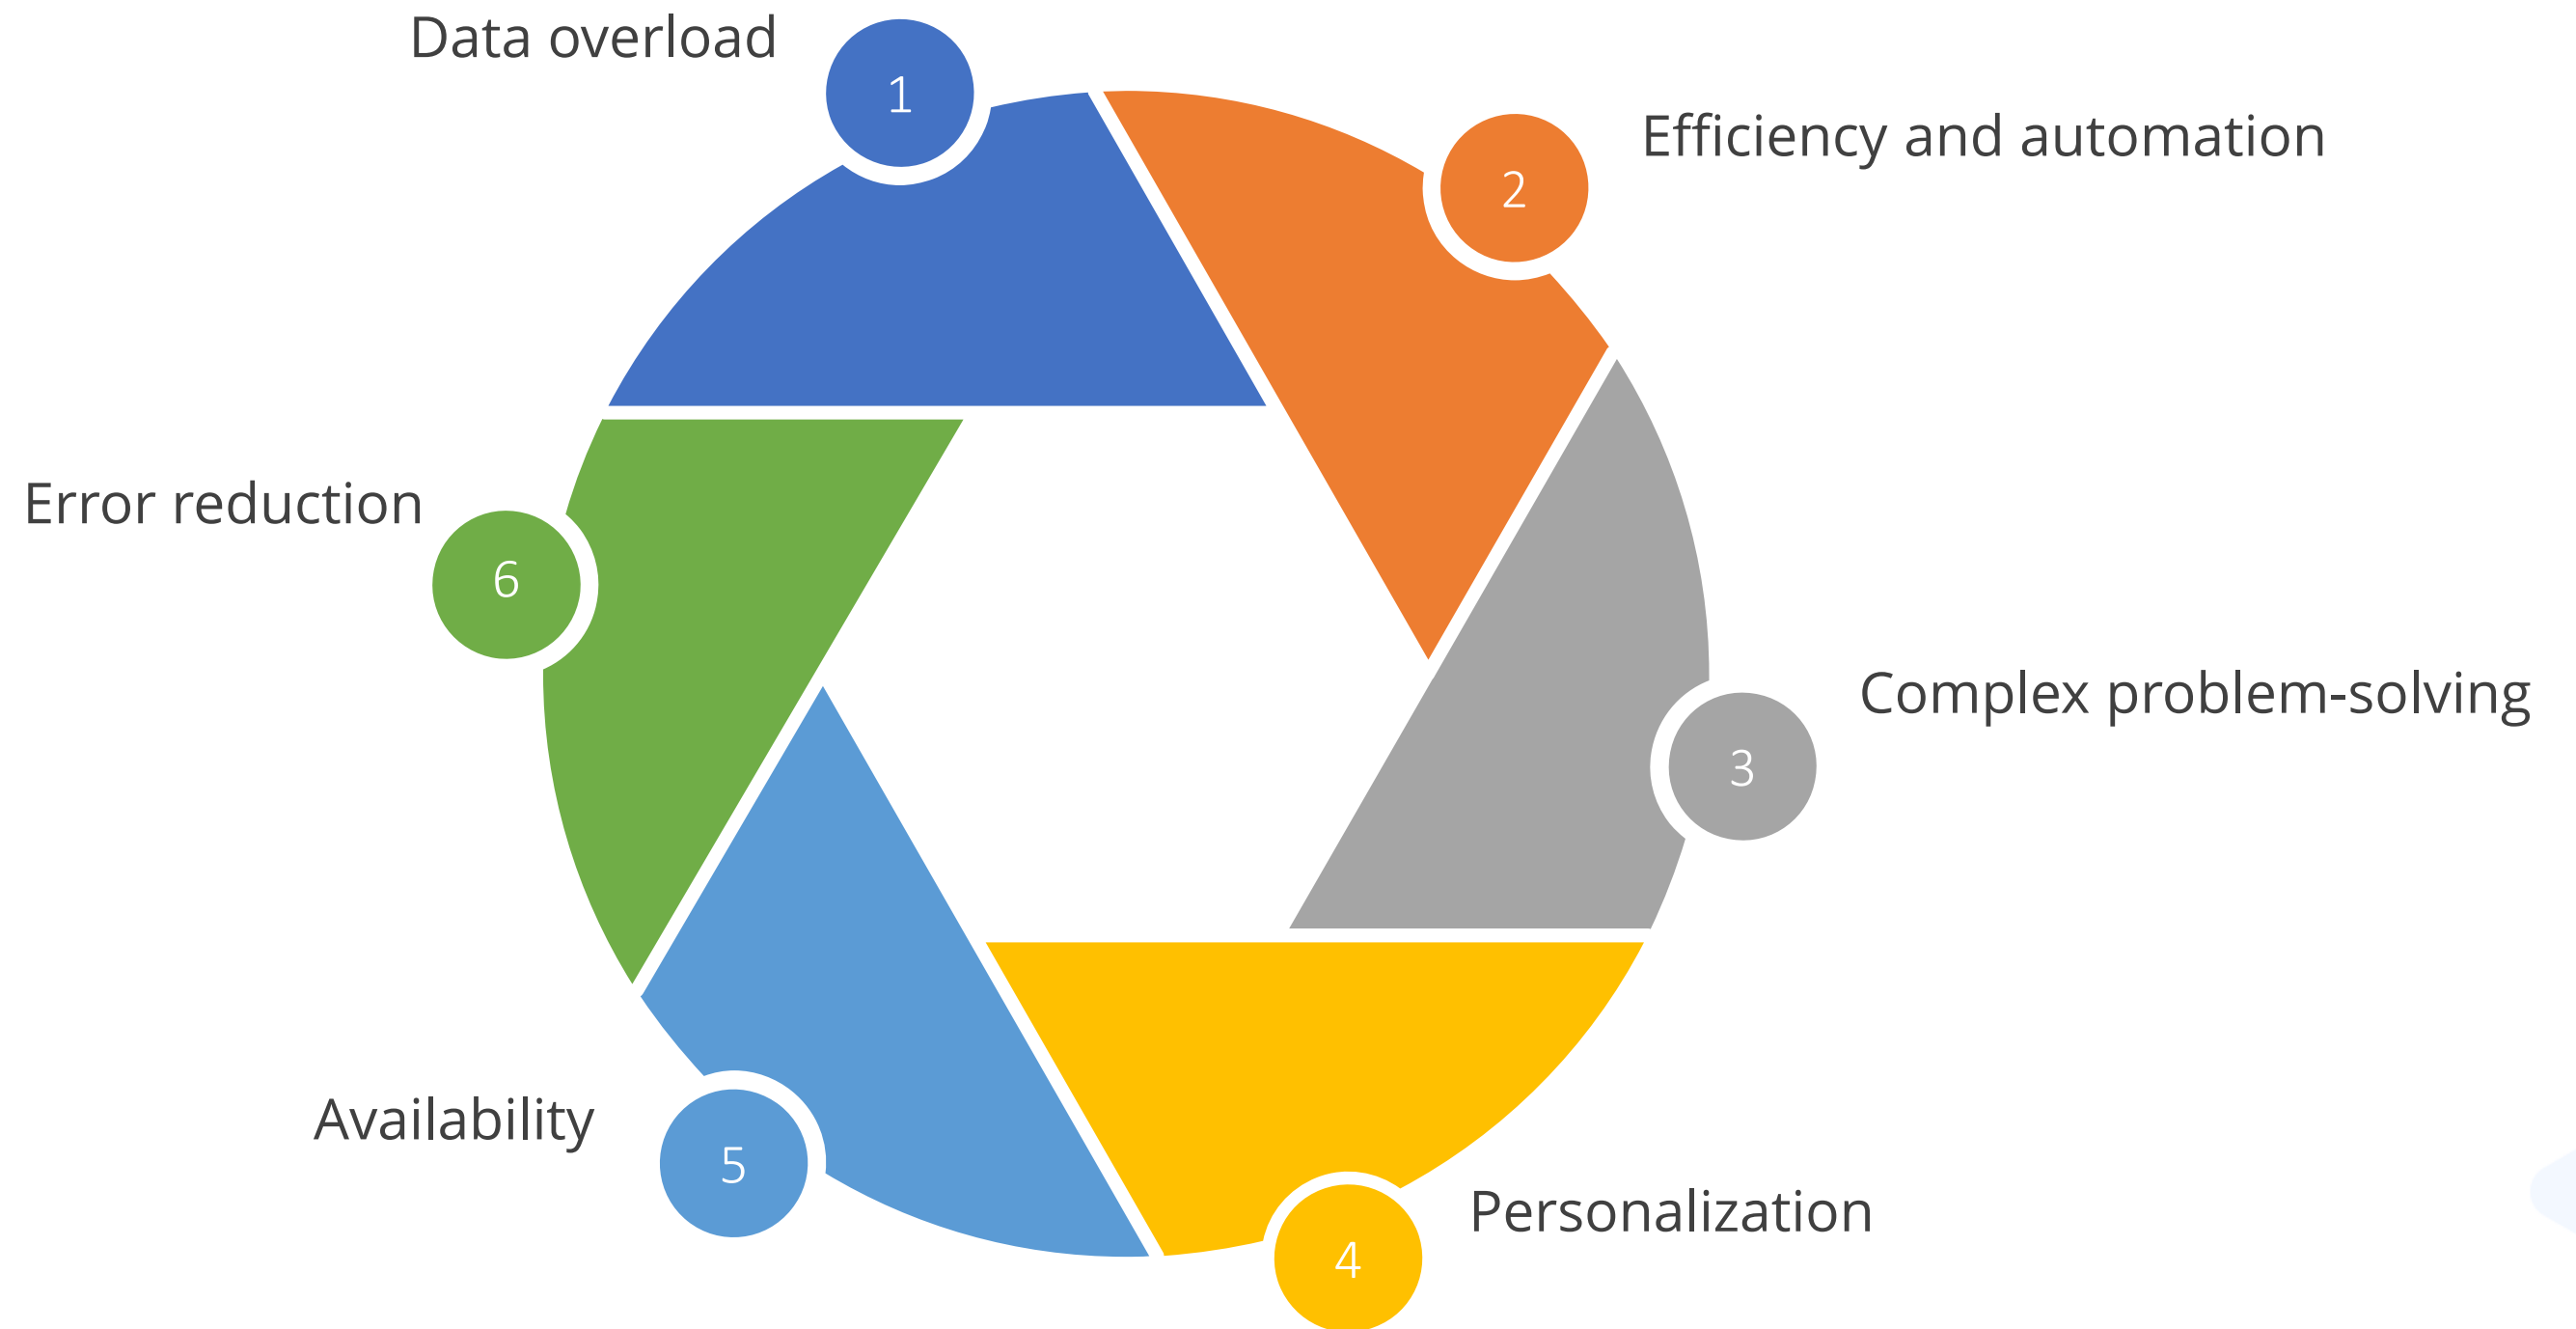 Data overload
1
2
Efficiency and automation
3
Complex problem-solving
4
Personalization
5
Availability
6
Error reduction